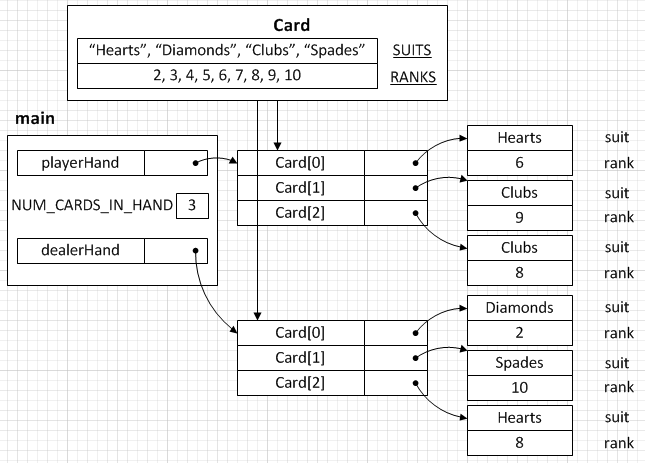 Card
“Hearts”, “Diamonds”, “Clubs”, “Spades” SUITS
2, 3, 4, 5, 6, 7, 8, 9, 10 RANKS
main
playerHand
NUM_CARDS_IN_HAND 3
dealerHand
Card[0]
Card[1]
Card[2]
Hearts suit
6 rank
Clubs suit
9 rank
Clubs suit
8 rank
Card[0]
Card[1]
Card[2]
Diamonds suit
2 rank
Spades suit
10 rank
Hearts suit
8 rank